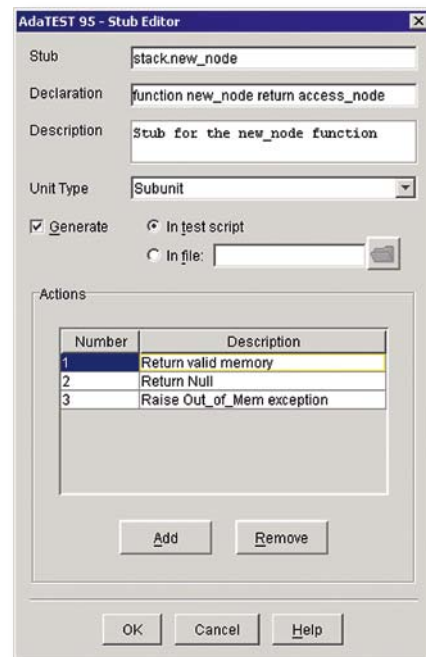 AdaTEST 95 - Stub Editor
Stub stack.new_node
Declaration function new_node return access_node
Description Stub for the new_node function
Unit Type Subunit
Generate In test script
In file:
Actions
Number Description
1 Return valid memory
2 Return Null
3 Raise Out_of_Mem exception
Add Remove
OK Cancel Help